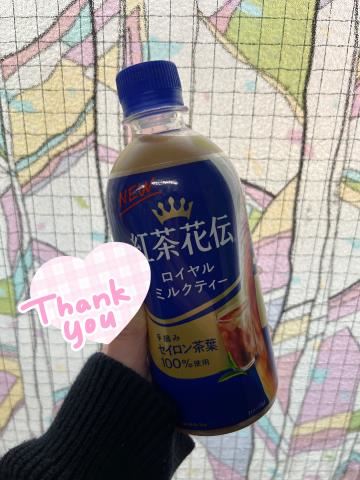 NEW
紅茶花伝
ロイヤル
ミルクティー
手摘み
セイロン茶葉
100%使用
Thank
you